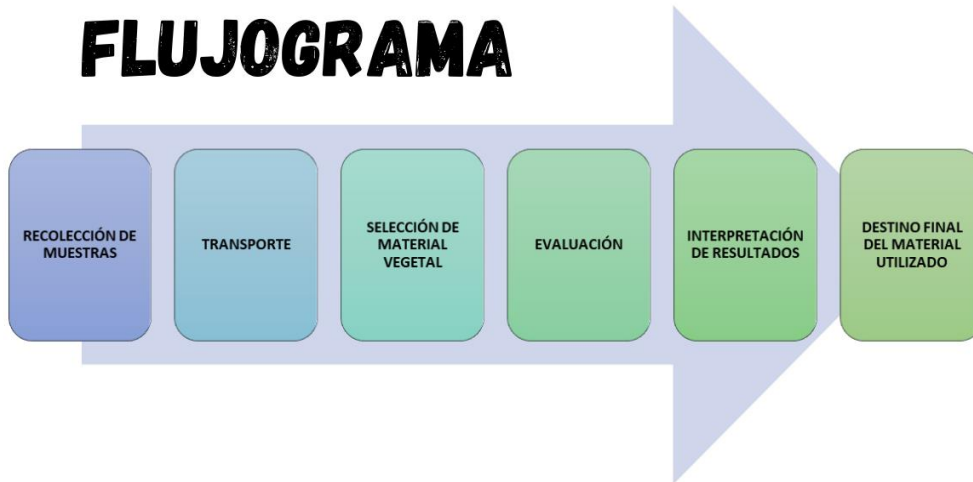 FLUJOGRAMA
RECOLECCIÓN DE
MUESTRAS
TRANSPORTE
SELECCIÓN DE
MATERIAL
VEGETAL
EVALUACIÓN
INTERPRETACIÓN
DE RESULTADOS
DESTINO FINAL
DEL MATERIAL
UTILIZADO